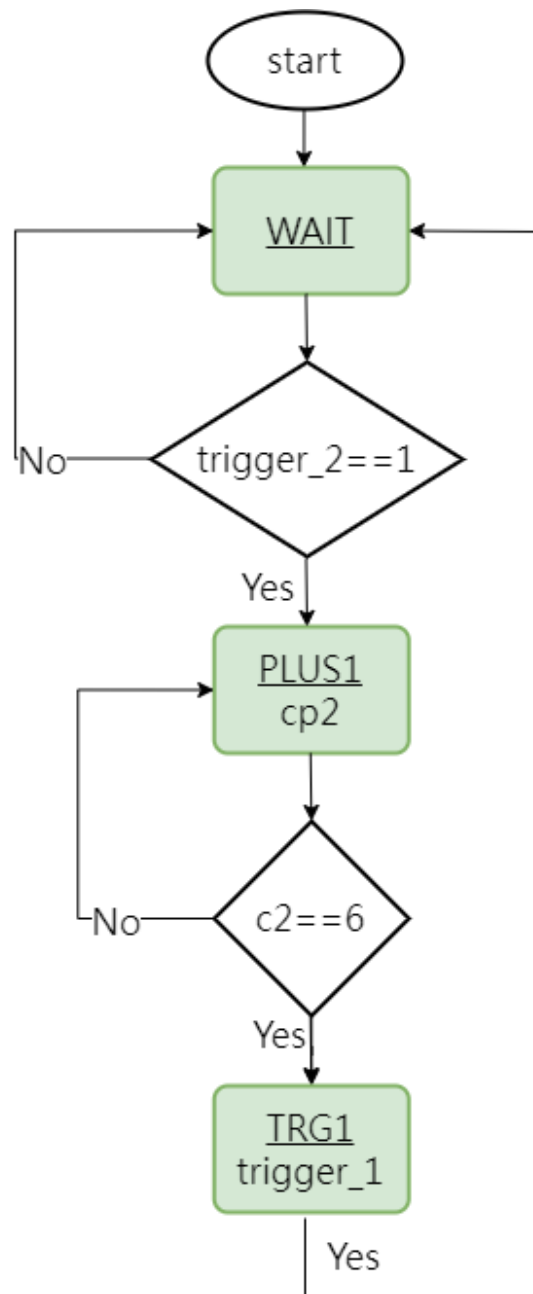 start
WAIT
trigger_2==1
No
Yes
PLUS1
cp2
c2==6
No
Yes
TRG1
trigger_1
Yes